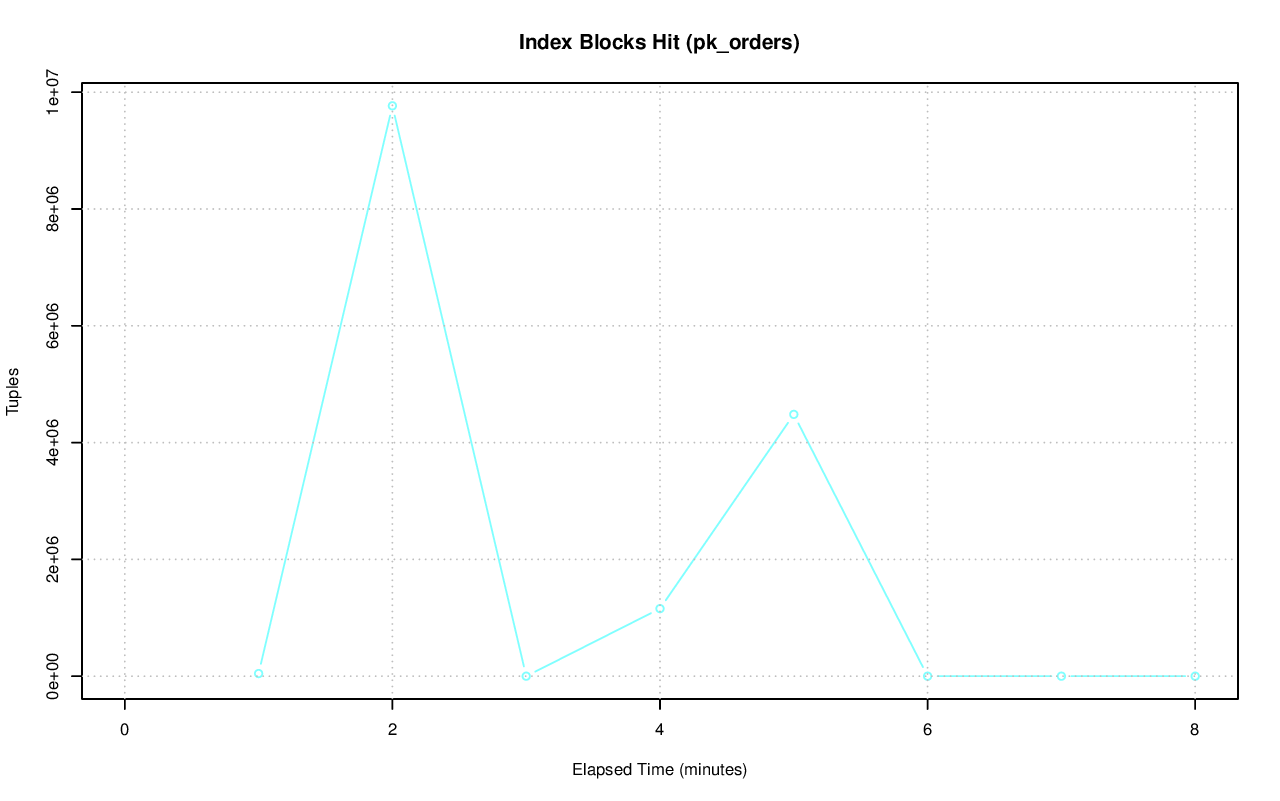 Index Blocks Hit (pk_orders)
1e+07
8e+06
6e+06
4e+06
2e+06
0e+00
Tuples
0 2 4 6 8
Elapsed Time (minutes)